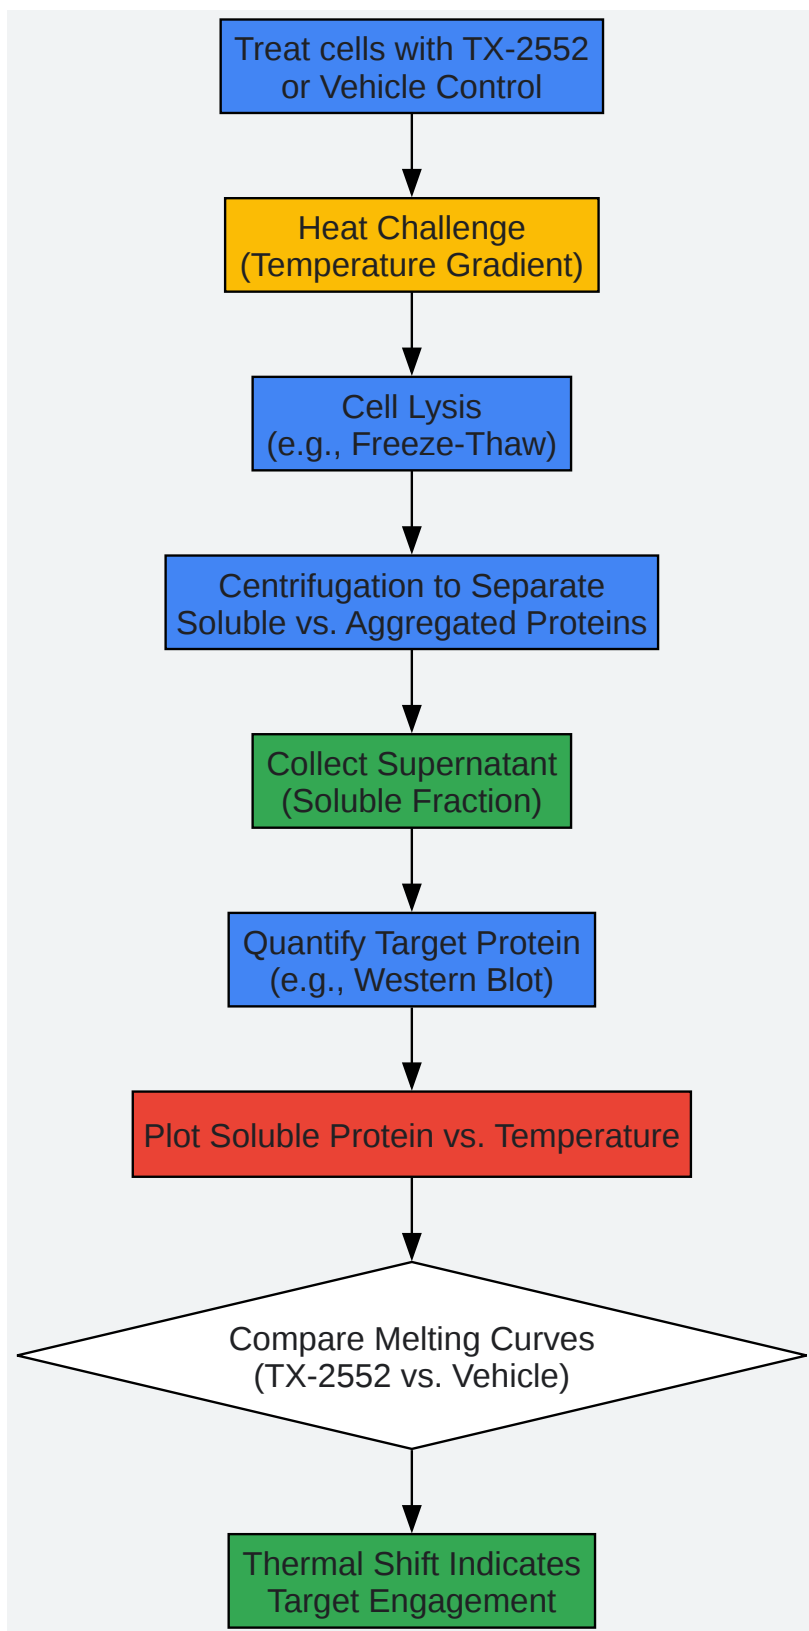 Treat cells with TX-2552
or Vehicle Control
Heat Challenge
(Temperature Gradient)
Cell Lysis
(e.g., Freeze-Thaw)
Centrifugation to Separate
Soluble vs. Aggregated Proteins
Collect Supernatant
(Soluble Fraction)
Quantify Target Protein
(e.g., Western Blot)
Plot Soluble Protein vs. Temperature
Compare Melting Curves
(TX-2552 vs. Vehicle)
Thermal Shift Indicates
Target Engagement